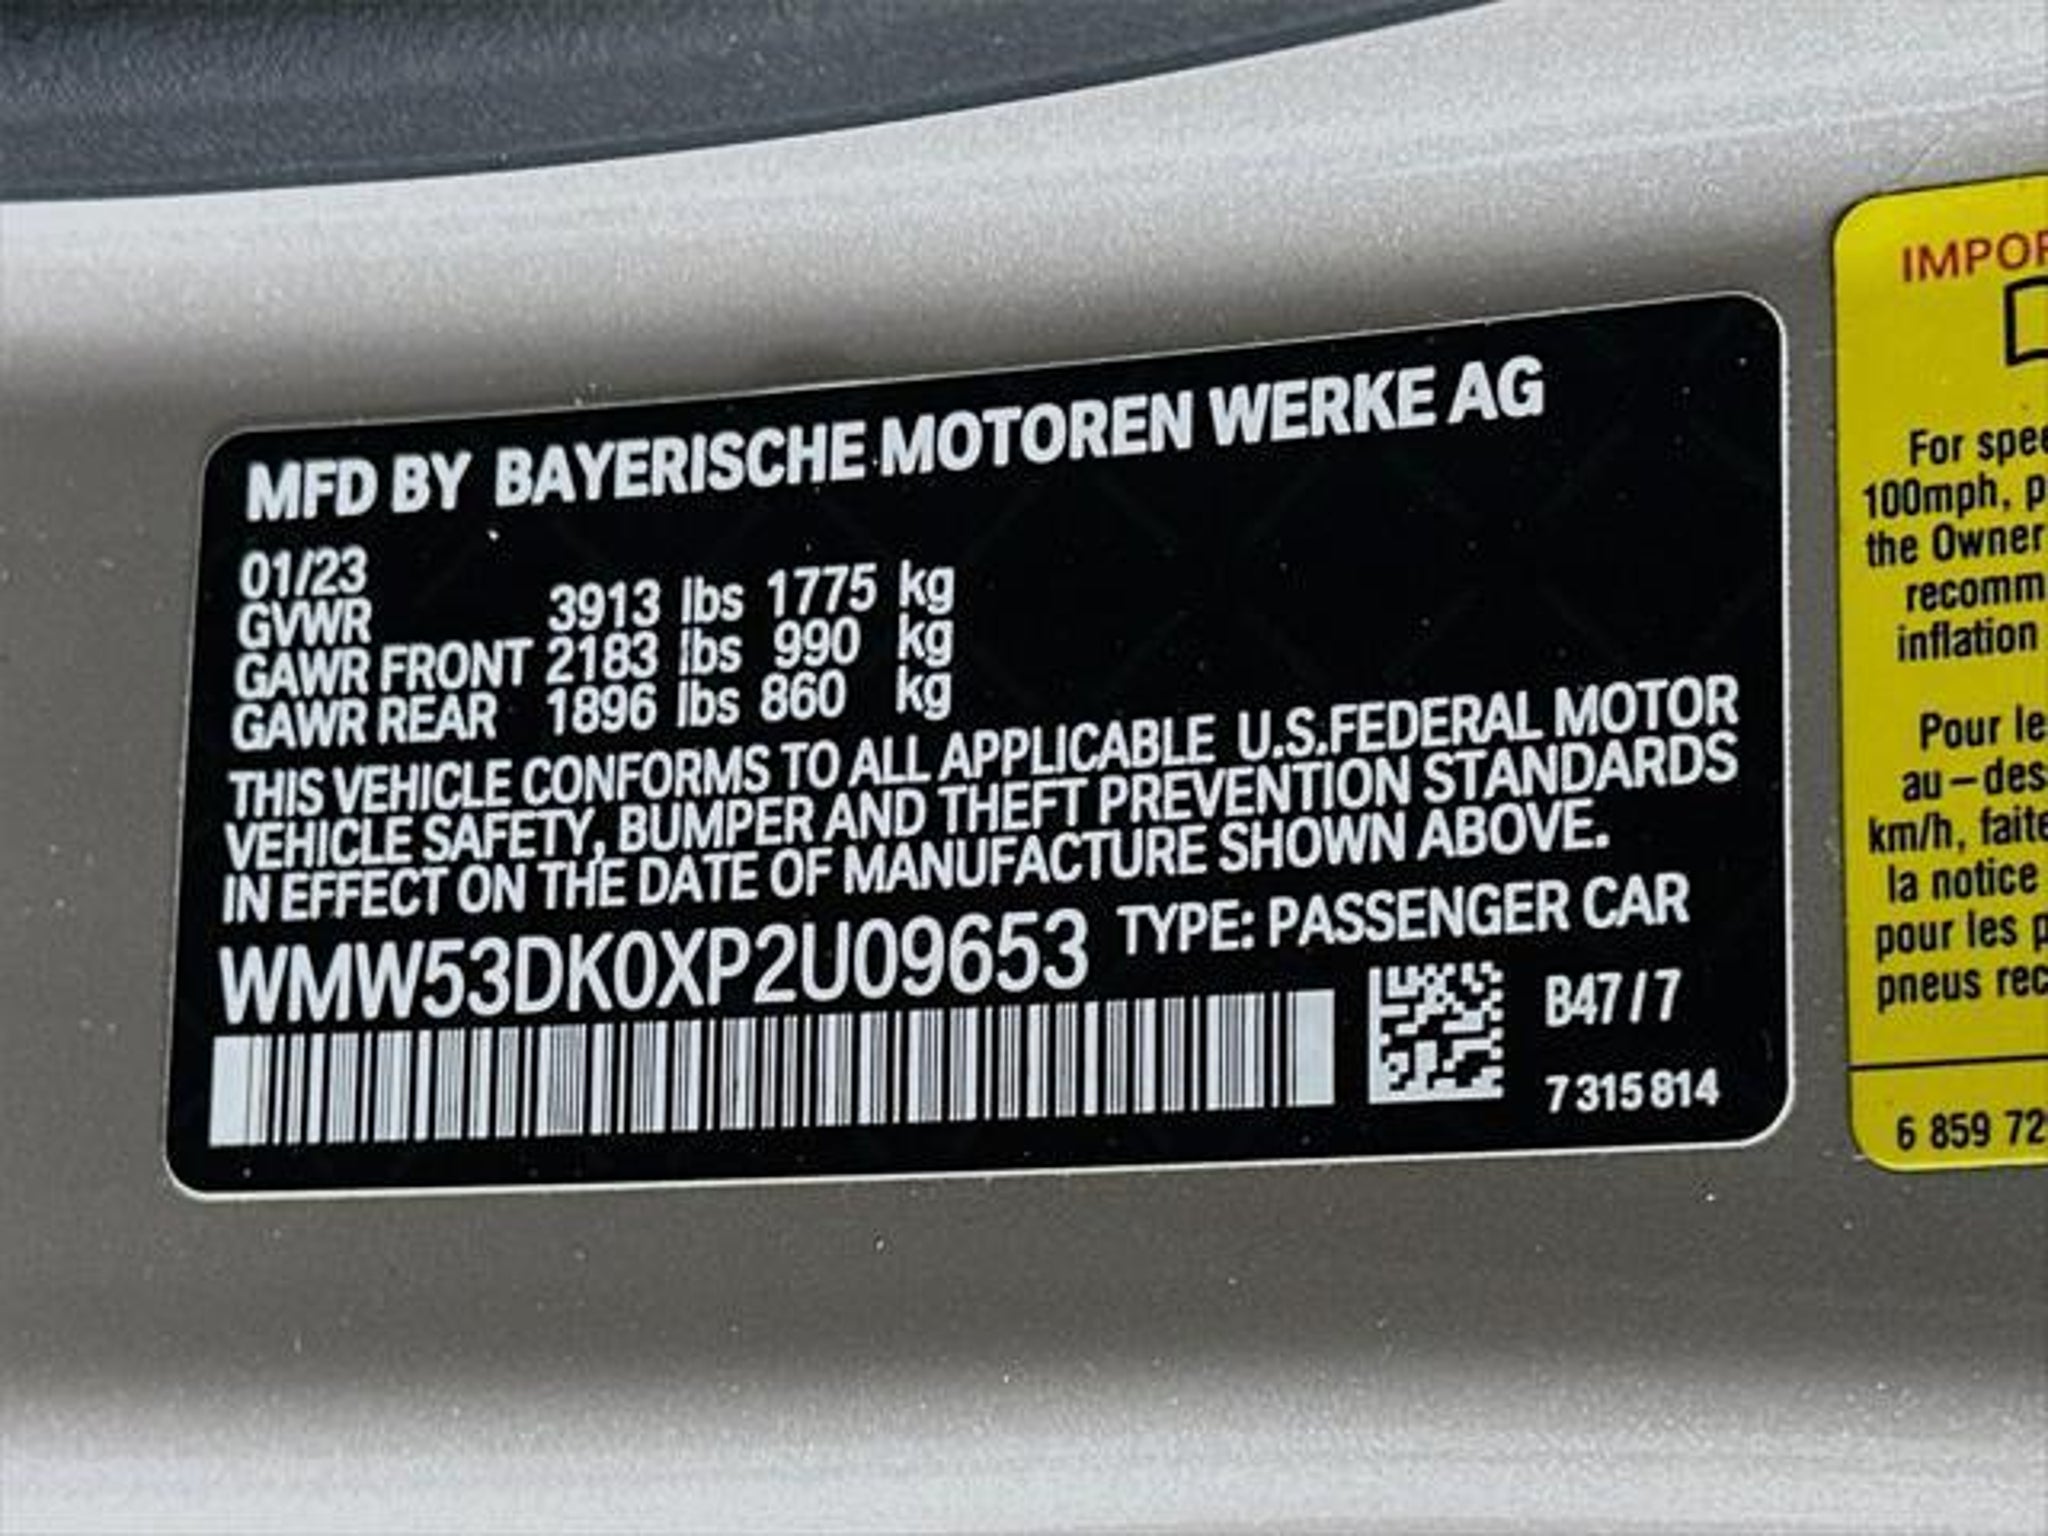 MFD BY BAYERISCHE MOTOREN WERKE AG
01/23
GVWR 3913 lbs 1775 kg
GAWR FRONT 2183 lbs 990 kg
GAWR REAR 1896 lbs 860 kg
THIS VEHICLE CONFORMS TO ALL APPLICABLE U.S.FEDERAL MOTOR
VEHICLE SAFETY, BUMPER AND THEFT PREVENTION STANDARDS
IN EFFECT ON THE DATE OF MANUFACTURE SHOWN ABOVE.
WMW53DK0XP2U09653 TYPE: PASSENGER CAR
B47/7
7 315 814
IMPOR
For spee
100mph, p
the Owner
recomm
inflation
Pour le
au-des
km/h, faite
la notice
pour les p
pneus rec
6 859 72